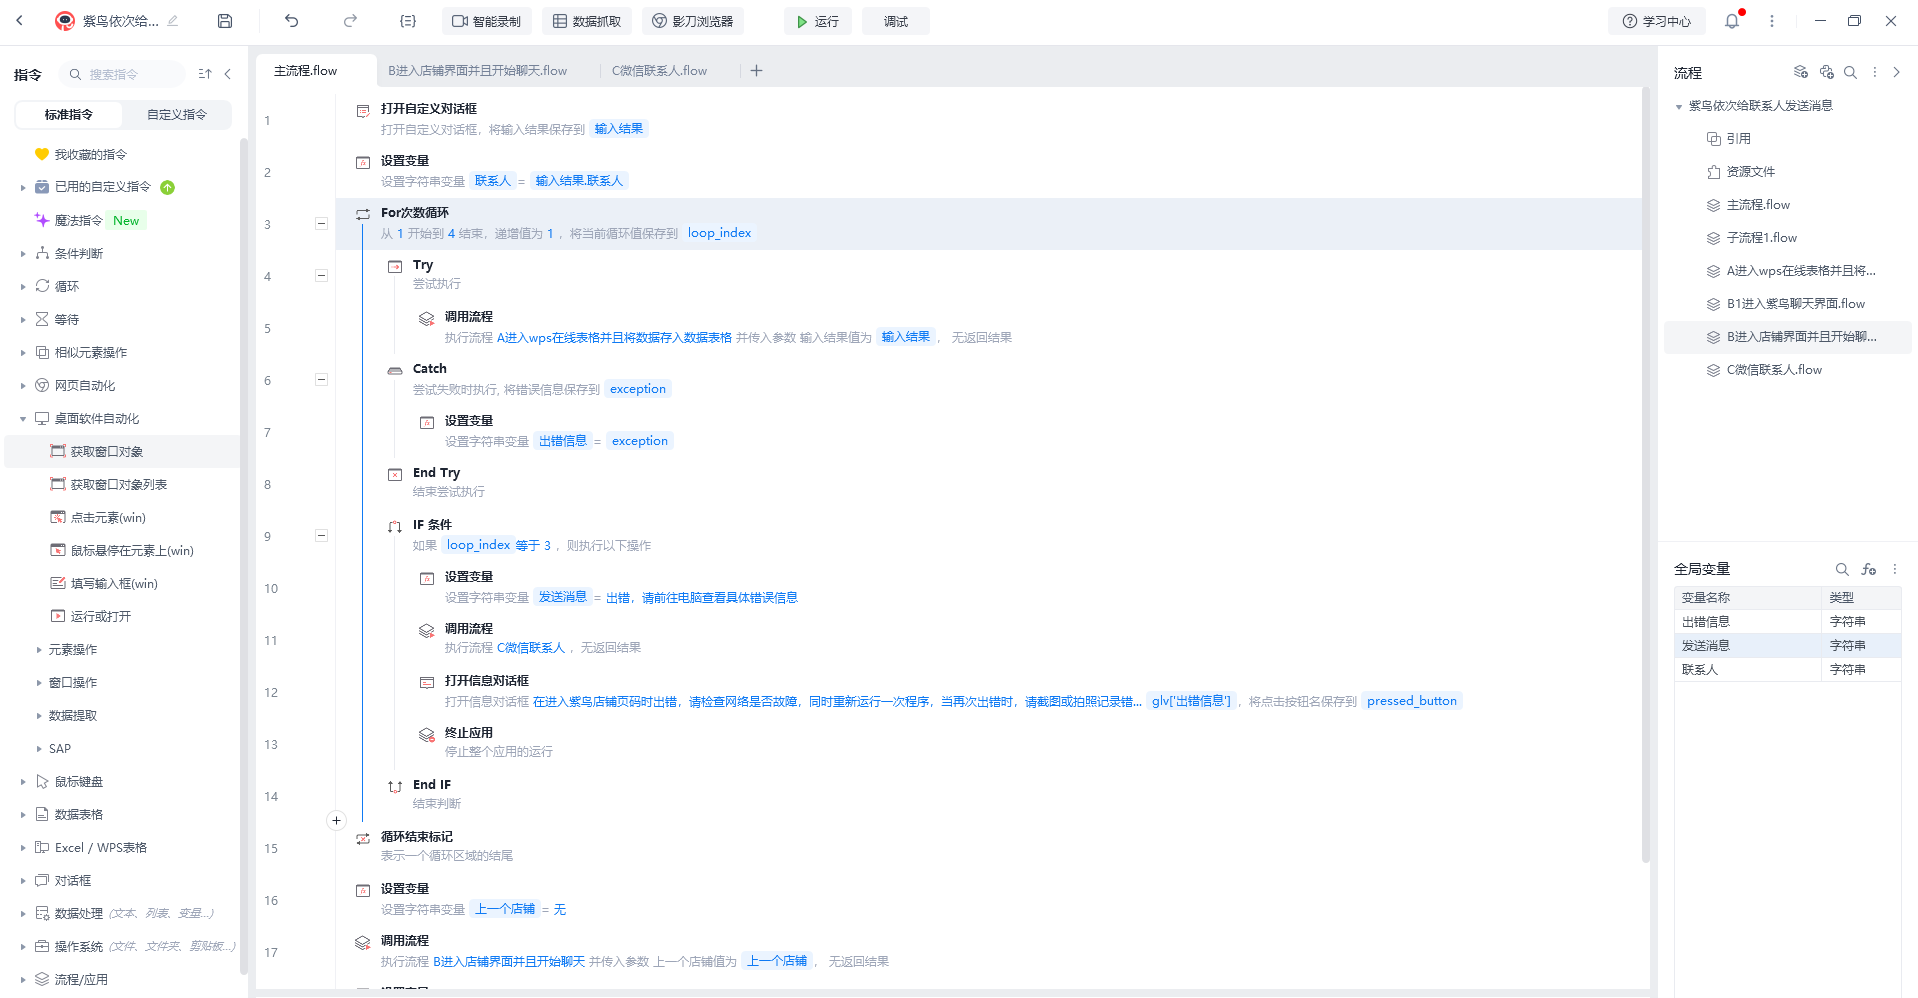 紫鸟依次给...
智能录制
数据抓取
影刀浏览器
运行
调试
学习中心
指令
搜索指令
标准指令
自定义指令
我收藏的指令
已用的自定义指令
魔法指令 New
条件判断
循环
等待
相似元素操作
网页自动化
桌面软件自动化
获取窗口对象
获取窗口对象列表
点击元素(win)
鼠标悬停在元素上(win)
填写输入框(win)
运行或打开
元素操作
窗口操作
数据提取
SAP
鼠标键盘
数据表格
Excel / WPS表格
对话框
数据处理 (文本、列表、变量...)
操作系统 (文件、文件夹、剪贴板...)
流程/应用
主流程.flow
B进入店铺界面并且开始聊天.flow
C微信联系人.flow
1
打开自定义对话框
打开自定义对话框，将输入结果保存到 输入结果
2
设置变量
设置字符串变量 联系人 = 输入结果.联系人
3
For次数循环
从 1 开始到 4 结束，递增值为 1 ，将当前循环值保存到 loop_index
4
Try
尝试执行
5
调用流程
执行流程 A进入wps在线表格并且将数据存入数据表格 并传入参数 输入结果值为 输入结果 ， 无返回结果
6
Catch
尝试失败时执行, 将错误信息保存到 exception
7
设置变量
设置字符串变量 出错信息 = exception
8
End Try
结束尝试执行
9
IF 条件
如果 loop_index 等于 3 ，则执行以下操作
10
设置变量
设置字符串变量 发送消息 = 出错，请前往电脑查看具体错误信息
11
调用流程
执行流程 C微信联系人 ，无返回结果
12
打开信息对话框
打开信息对话框 在进入紫鸟店铺页码时出错，请检查网络是否故障，同时重新运行一次程序，当再次出错时，请截图或拍照记录错... glv['出错信息'] ，将点击按钮名保存到 pressed_button
13
终止应用
停止整个应用的运行
14
End IF
结束判断
15
循环结束标记
表示一个循环区域的结尾
16
设置变量
设置字符串变量 上一个店铺 = 无
17
调用流程
执行流程 B进入店铺界面并且开始聊天 并传入参数 上一个店铺值为 上一个店铺 ， 无返回结果
流程
紫鸟依次给联系人发送消息
引用
资源文件
主流程.flow
子流程1.flow
A进入wps在线表格并且将...
B1进入紫鸟聊天界面.flow
B进入店铺界面并且开始聊...
C微信联系人.flow
全局变量
变量名称 类型
出错信息 字符串
发送消息 字符串
联系人 字符串